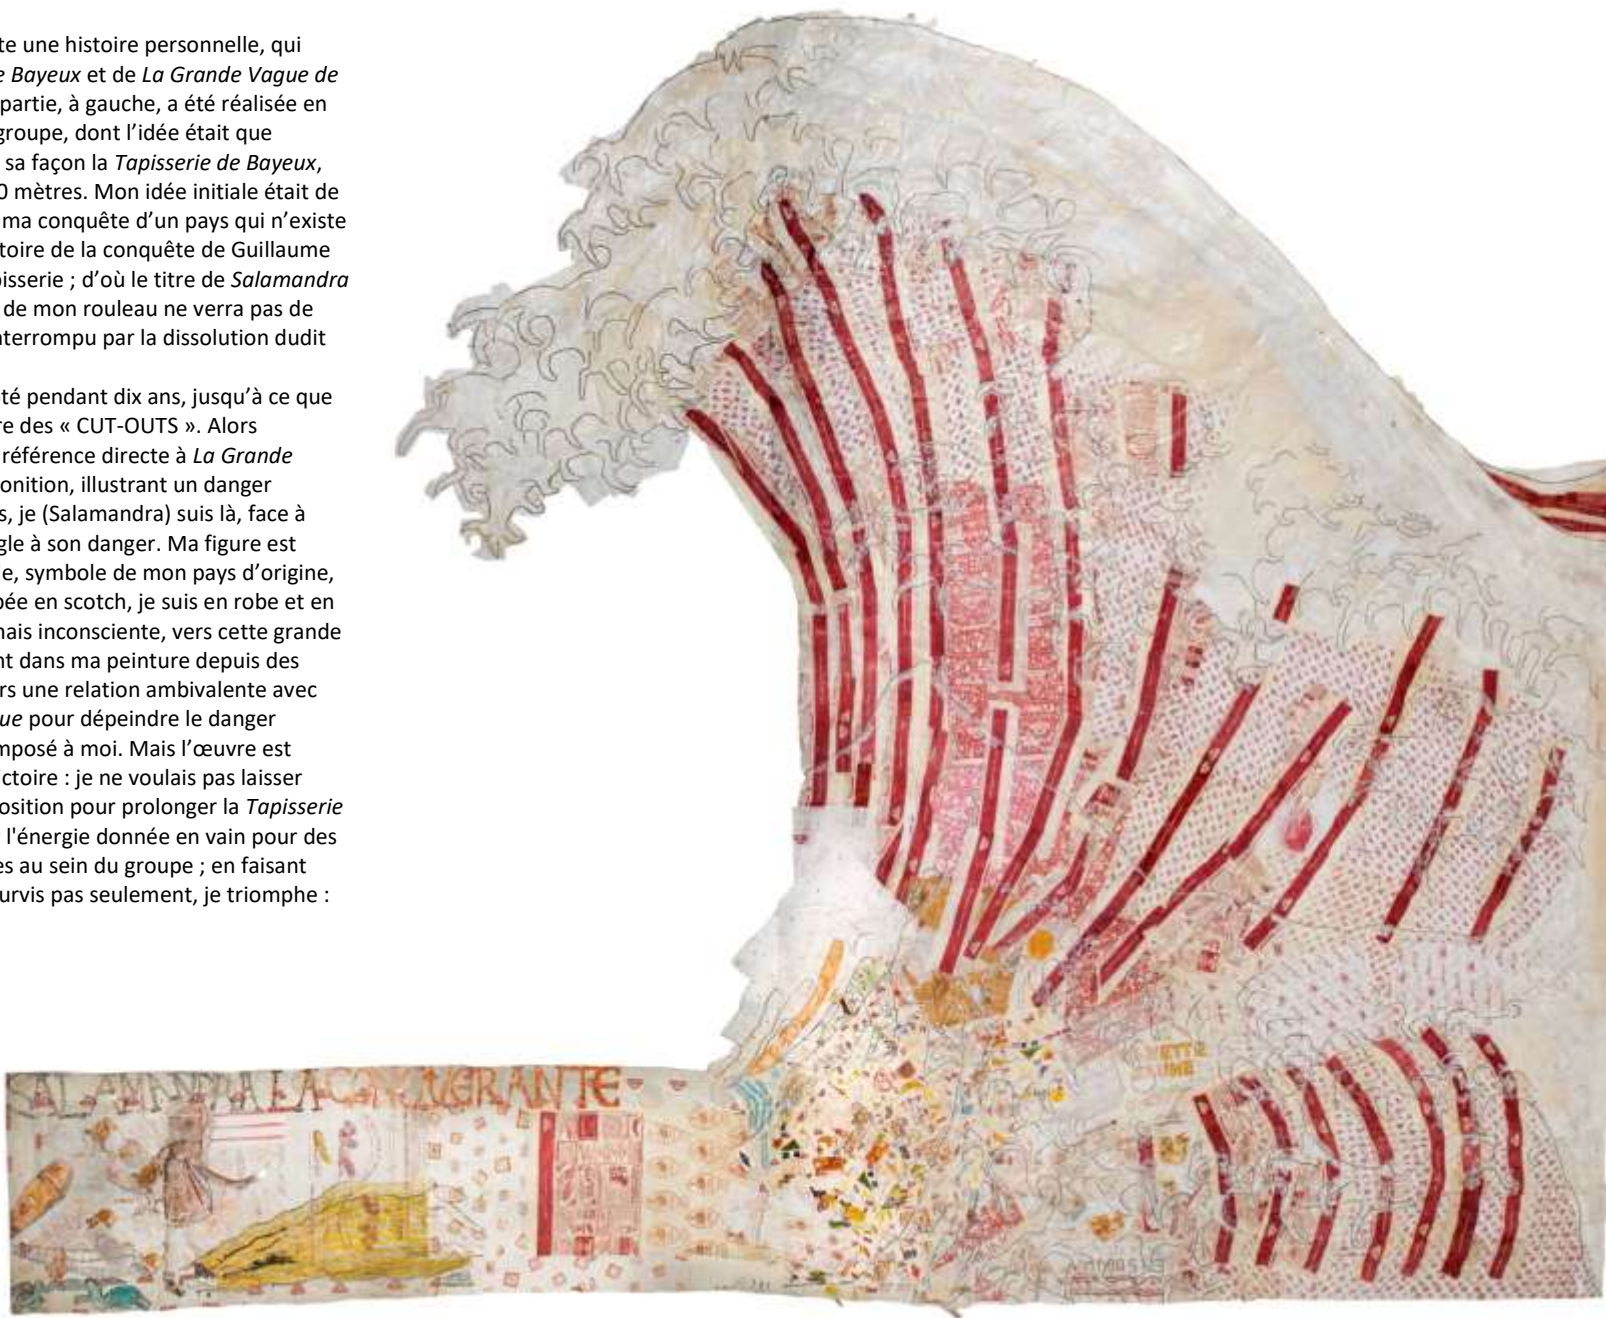 te une histoire personnelle, qui
e Bayeux et de La Grande Vague de
partie, à gauche, a été réalisée en
groupe, dont l’idée était que
sa façon la Tapisserie de Bayeux,
0 mètres. Mon idée initiale était de
ma conquête d’un pays qui n’existe
toire de la conquête de Guillaume
pisserie ; d’où le titre de Salamandra
de mon rouleau ne verra pas de
nterrompu par la dissolution dudit
té pendant dix ans, jusqu’à ce que
re des « CUT-OUTS ». Alors
référence directe à La Grande
onition, illustrant un danger
s, je (Salamandra) suis là, face à
gle à son danger. Ma figure est
e, symbole de mon pays d’origine,
pée en scotch, je suis en robe et en
nais inconsciente, vers cette grande
nt dans ma peinture depuis des
rs une relation ambivalente avec
ue pour dépeindre le danger
mposé à moi. Mais l’œuvre est
ictoire : je ne voulais pas laisser
position pour prolonger la Tapisserie
l'énergie donnée en vain pour des
es au sein du groupe ; en faisant
urvis pas seulement, je triomphe :
SALAMANDRA LA CONQUERANTE